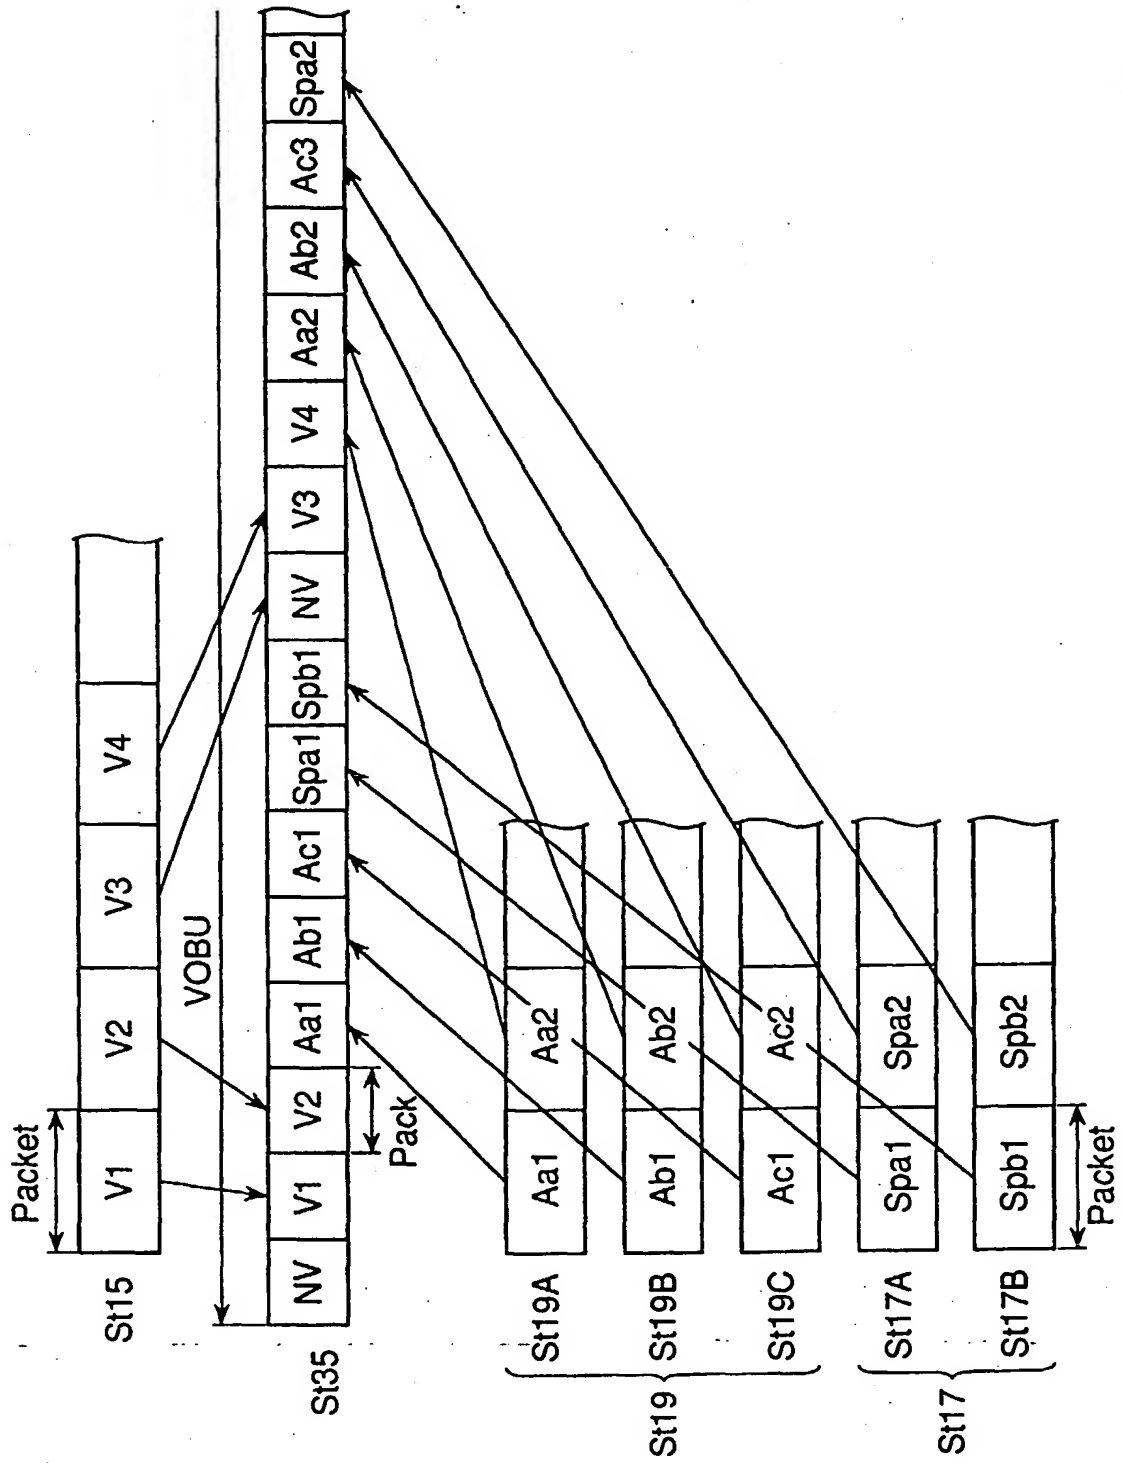 Packet
St15 V1 V2 V3 V4
VOBU
St35 NV V1 V2 Aa1 Ab1 Ac1 Spa1 Spb1 NV V3 V4 Aa2 Ab2 Ac3 Spa2
Pack
St19
St19A Aa1 Aa2
St19B Ab1 Ab2
St19C Ac1 Ac2
St17
St17A Spa1 Spa2
St17B Spb1 Spb2
Packet